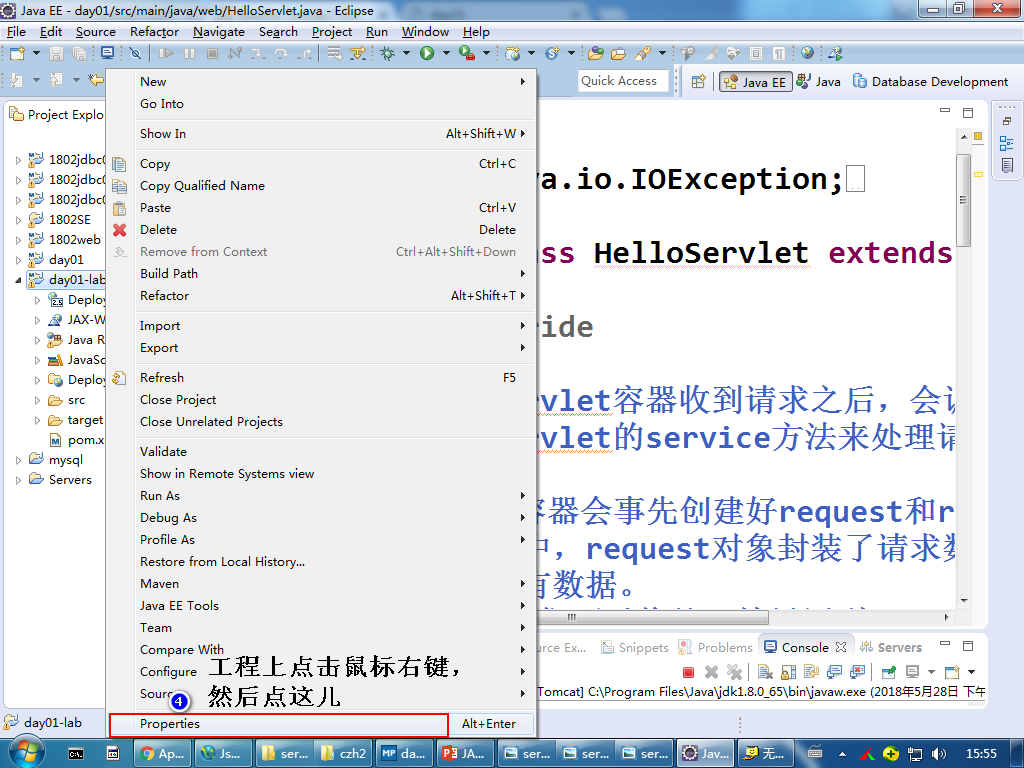 Java EE - day01/src/main/java/web/HelloServlet.java - Eclipse
File Edit Source Refactor Navigate Search Project Run Window Help
Quick Access
Java EE
Java
Database Development
Project Explo
1802jdbc
1802jdbc
1802jdbc
1802SE
1802web
day01
day01-lab
Deploy
JAX-W
Java R
JavaSc
Deploy
src
target
pom.x
mysql
Servers
New
Go Into
Show In Alt+Shift+W
Copy Ctrl+C
Copy Qualified Name
Paste Ctrl+V
Delete Delete
Remove from Context Ctrl+Alt+Shift+Down
Build Path
Refactor Alt+Shift+T
Import
Export
Refresh F5
Close Project
Close Unrelated Projects
Validate
Show in Remote Systems view
Run As
Debug As
Profile As
Restore from Local History...
Maven
Java EE Tools
Team
Compare With
Configure
Sourc
Properties Alt+Enter
工程上点击鼠标右键，
然后点这儿
4
va.io.IOException;
ass HelloServlet extends
ride
rvlet容器收到请求之后，会
rvlet的service方法来处理请
容器会事先创建好request和r
中，request对象封装了请求数
有数据。
urce Ex...
Snippets
Problems
Console
Servers
Tomcat] C:\Program Files\Java\jdk1.8.0_65\bin\javaw.exe (2018年5月28日 下午
day01-lab
Ap...
Js...
ser...
czh2
da...
JA...
ser...
ser...
ser...
Jav...
无...
15:55